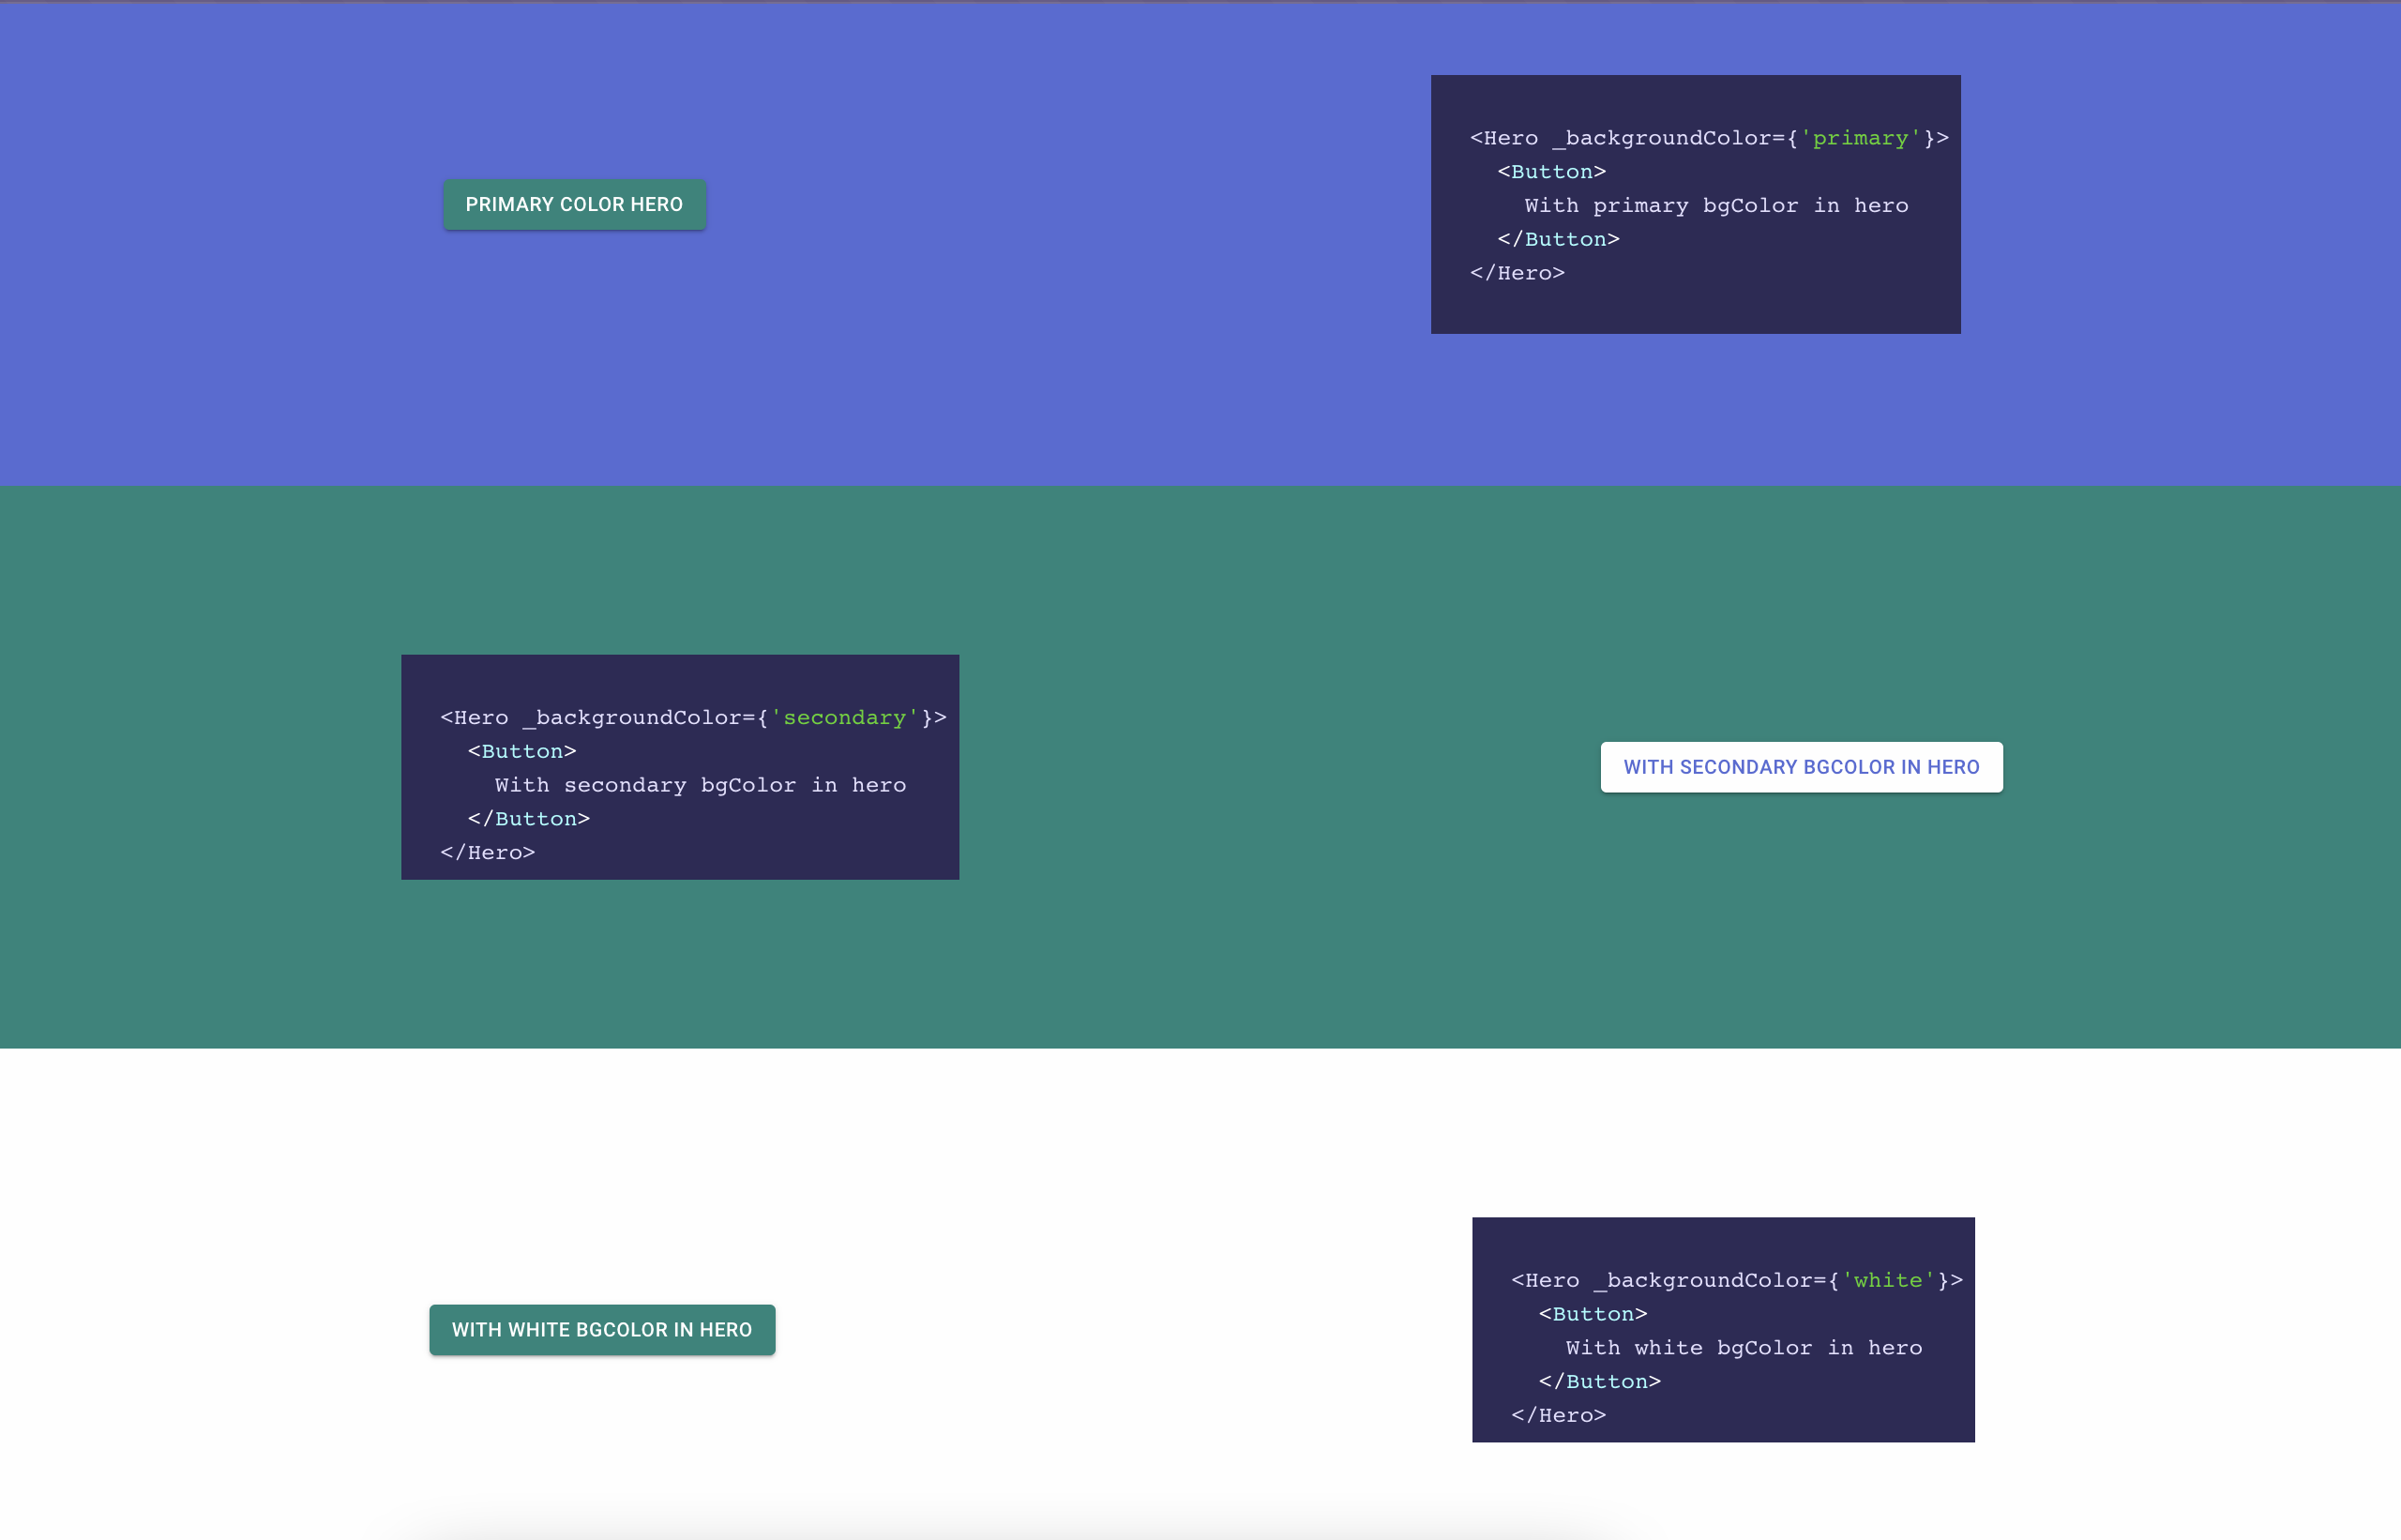 PRIMARY COLOR HERO
<Hero _backgroundColor={'primary'}>
<Button>
With primary bgColor in hero
</Button>
</Hero>
<Hero _backgroundColor={'secondary'}>
<Button>
With secondary bgColor in hero
</Button>
</Hero>
WITH SECONDARY BGCOLOR IN HERO
WITH WHITE BGCOLOR IN HERO
<Hero _backgroundColor={'white'}>
<Button>
With white bgColor in hero
</Button>
</Hero>